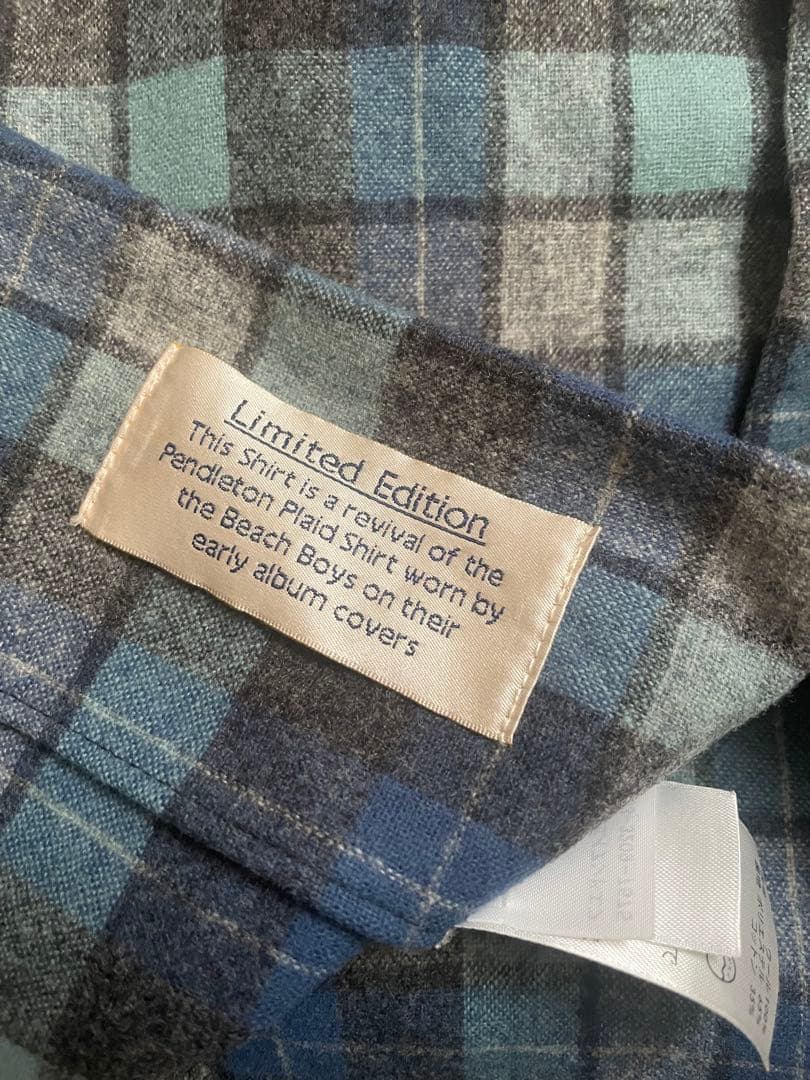 Limited Edition
This Shirt is a revival of the
Pendleton Plaid Shirt worn by
the Beach Boys on their
early album covers